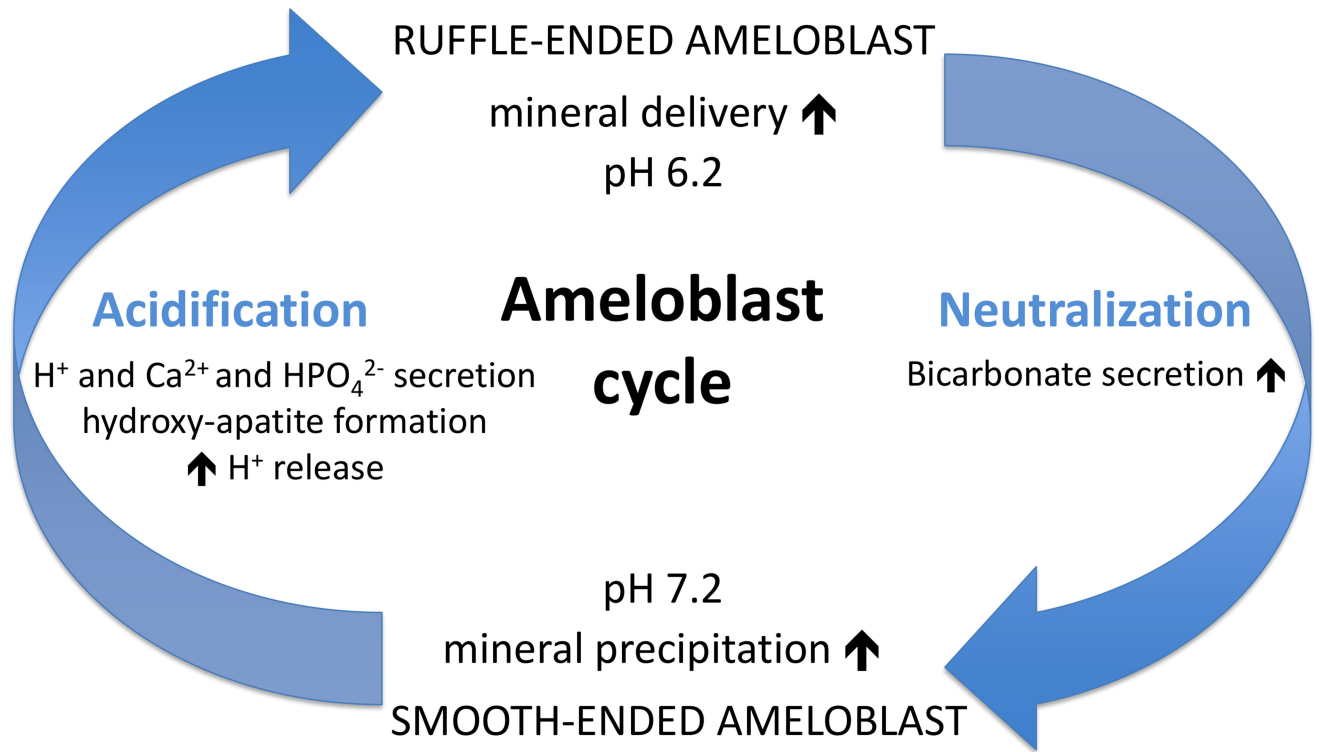 RUFFLE-ENDED AMELOBLAST
mineral delivery ↑
pH 6.2
Ameloblast
cycle
Acidification
H⁺ and Ca²⁺ and HPO₄²⁻ secretion
hydroxy-apatite formation
↑ H⁺ release
Neutralization
Bicarbonate secretion ↑
pH 7.2
mineral precipitation ↑
SMOOTH-ENDED AMELOBLAST